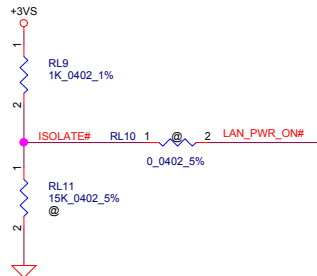 +3VS
1
RL9
1K_0402_1%
2
ISOLATE# RL10 1 @ 2 LAN_PWR_ON#
0_0402_5%
1
RL11
15K_0402_5%
@
2